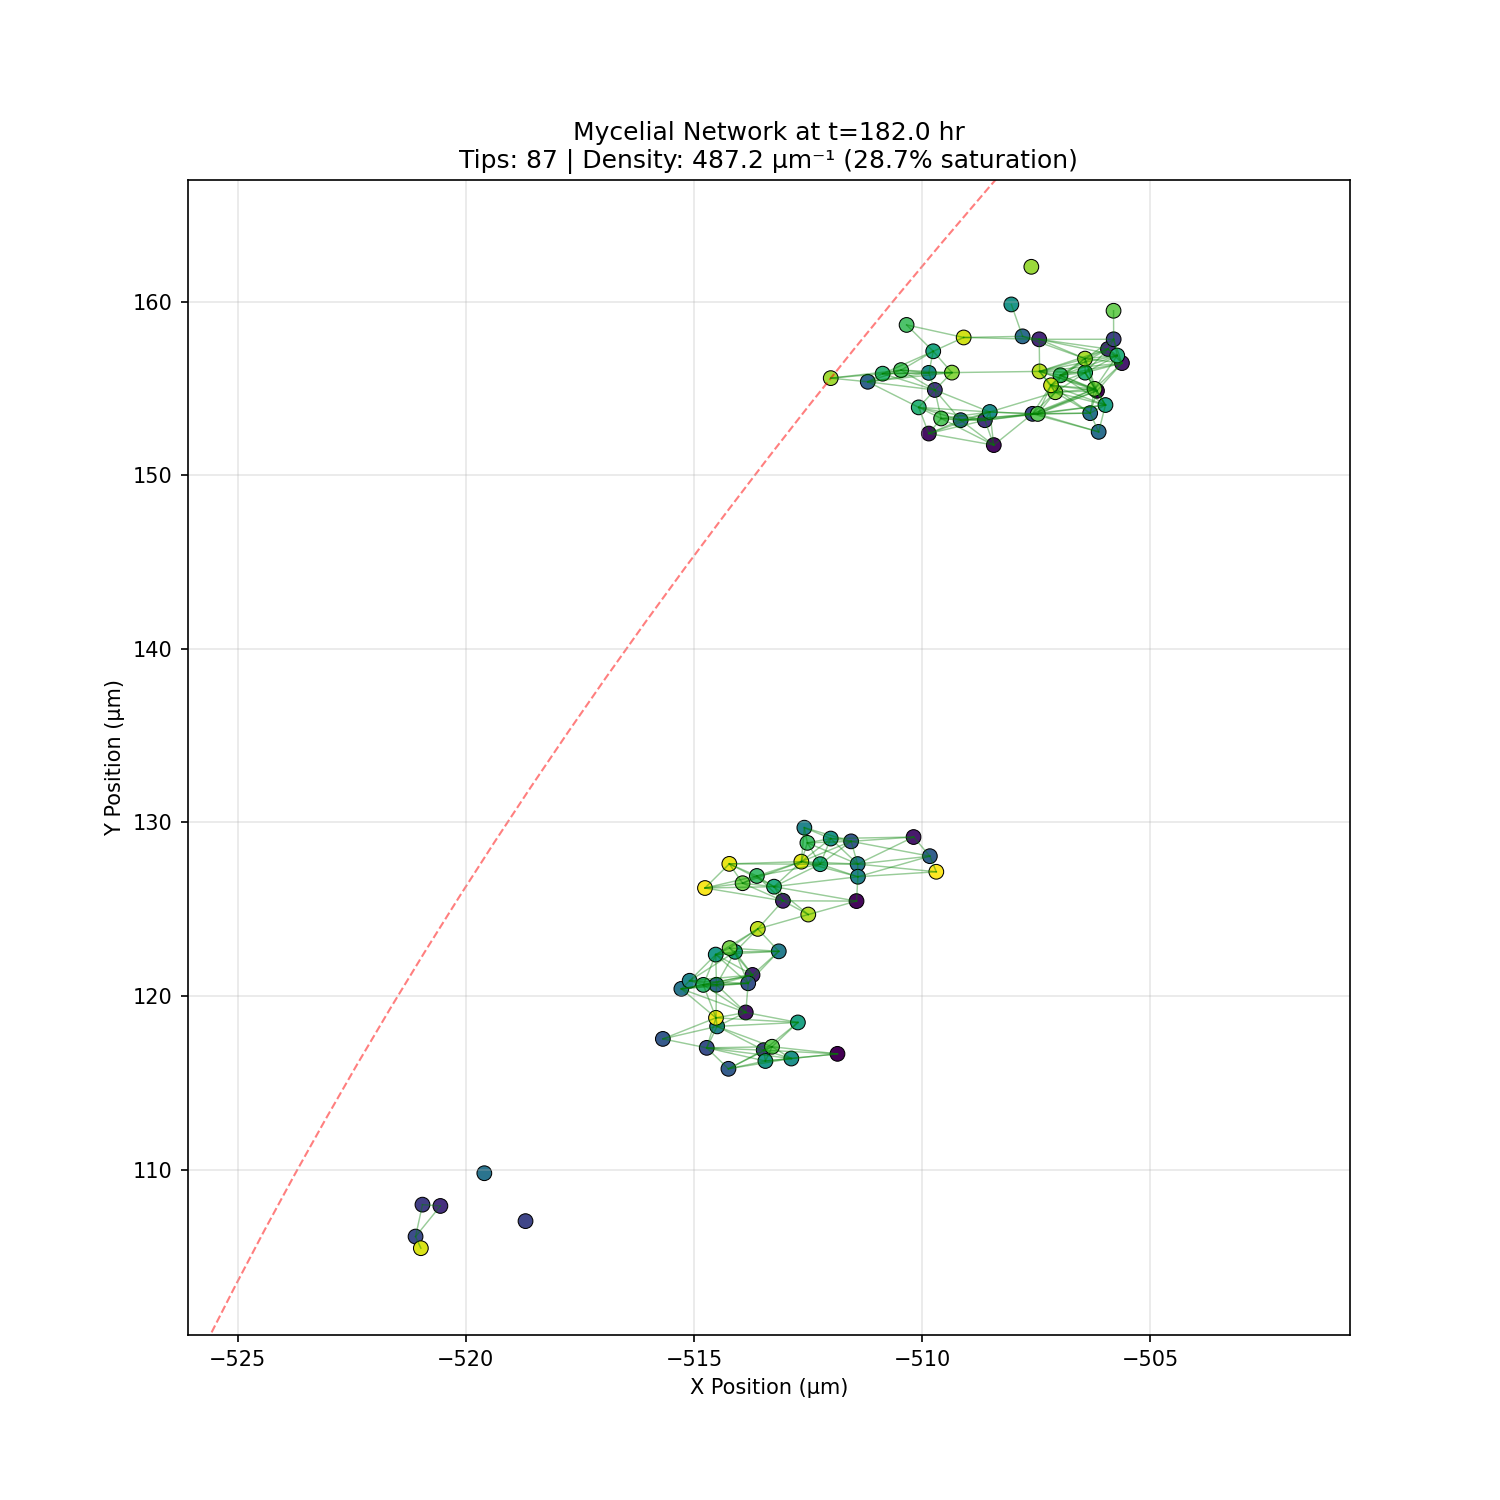 Mycelial Network at t=182.0 hr
Tips: 87 | Density: 487.2 μm⁻¹ (28.7% saturation)
160
150
140
130
120
110
Y Position (μm)
−525
−520
−515
−510
−505
X Position (μm)